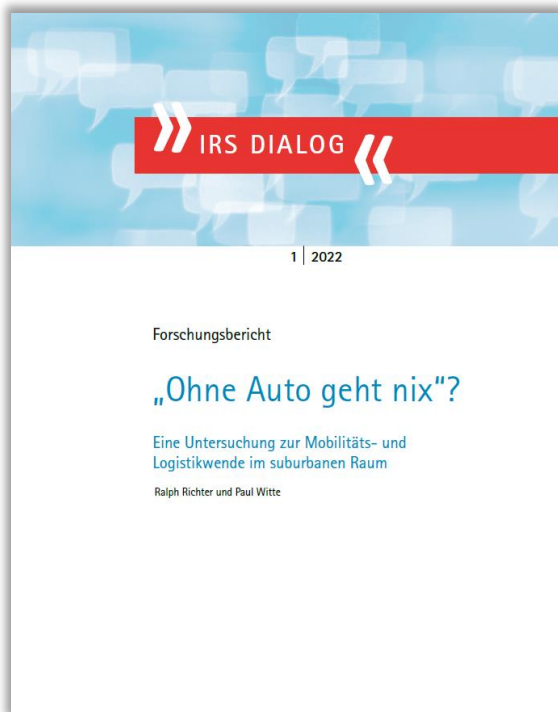 » IRS DIALOG «
1 | 2022
Forschungsbericht
„Ohne Auto geht nix“?
Eine Untersuchung zur Mobilitäts- und
Logistikwende im suburbanen Raum
Ralph Richter und Paul Witte